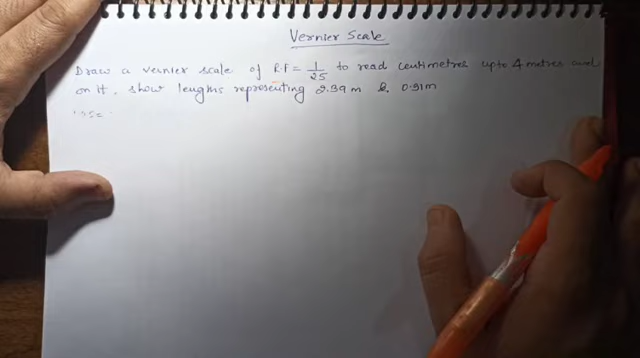 Vernier Scale
Draw a vernier scale of R.F = 1/25 to read centimetres upto 4 metres and
on it, show lengths representing 2.39 m & 0.91 m